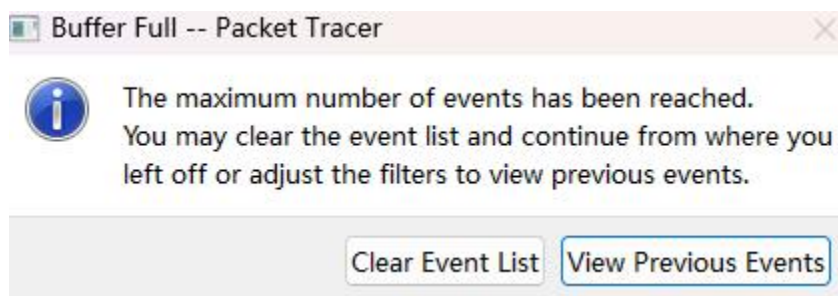 Buffer Full -- Packet Tracer
The maximum number of events has been reached.
You may clear the event list and continue from where you
left off or adjust the filters to view previous events.
Clear Event List View Previous Events